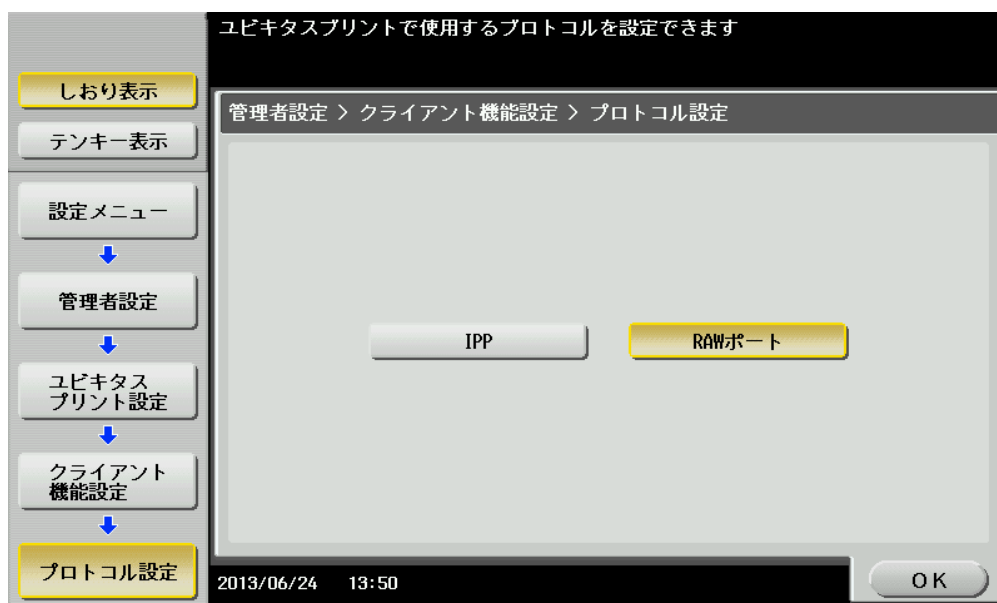 ユビキタスプリントで使用するプロトコルを設定できます
しおり表示
テンキー表示
設定メニュー
管理者設定
ユビキタス
プリント設定
クライアント
機能設定
プロトコル設定
管理者設定 > クライアント機能設定 > プロトコル設定
IPP
RAWポート
2013/06/24 13:50
OK